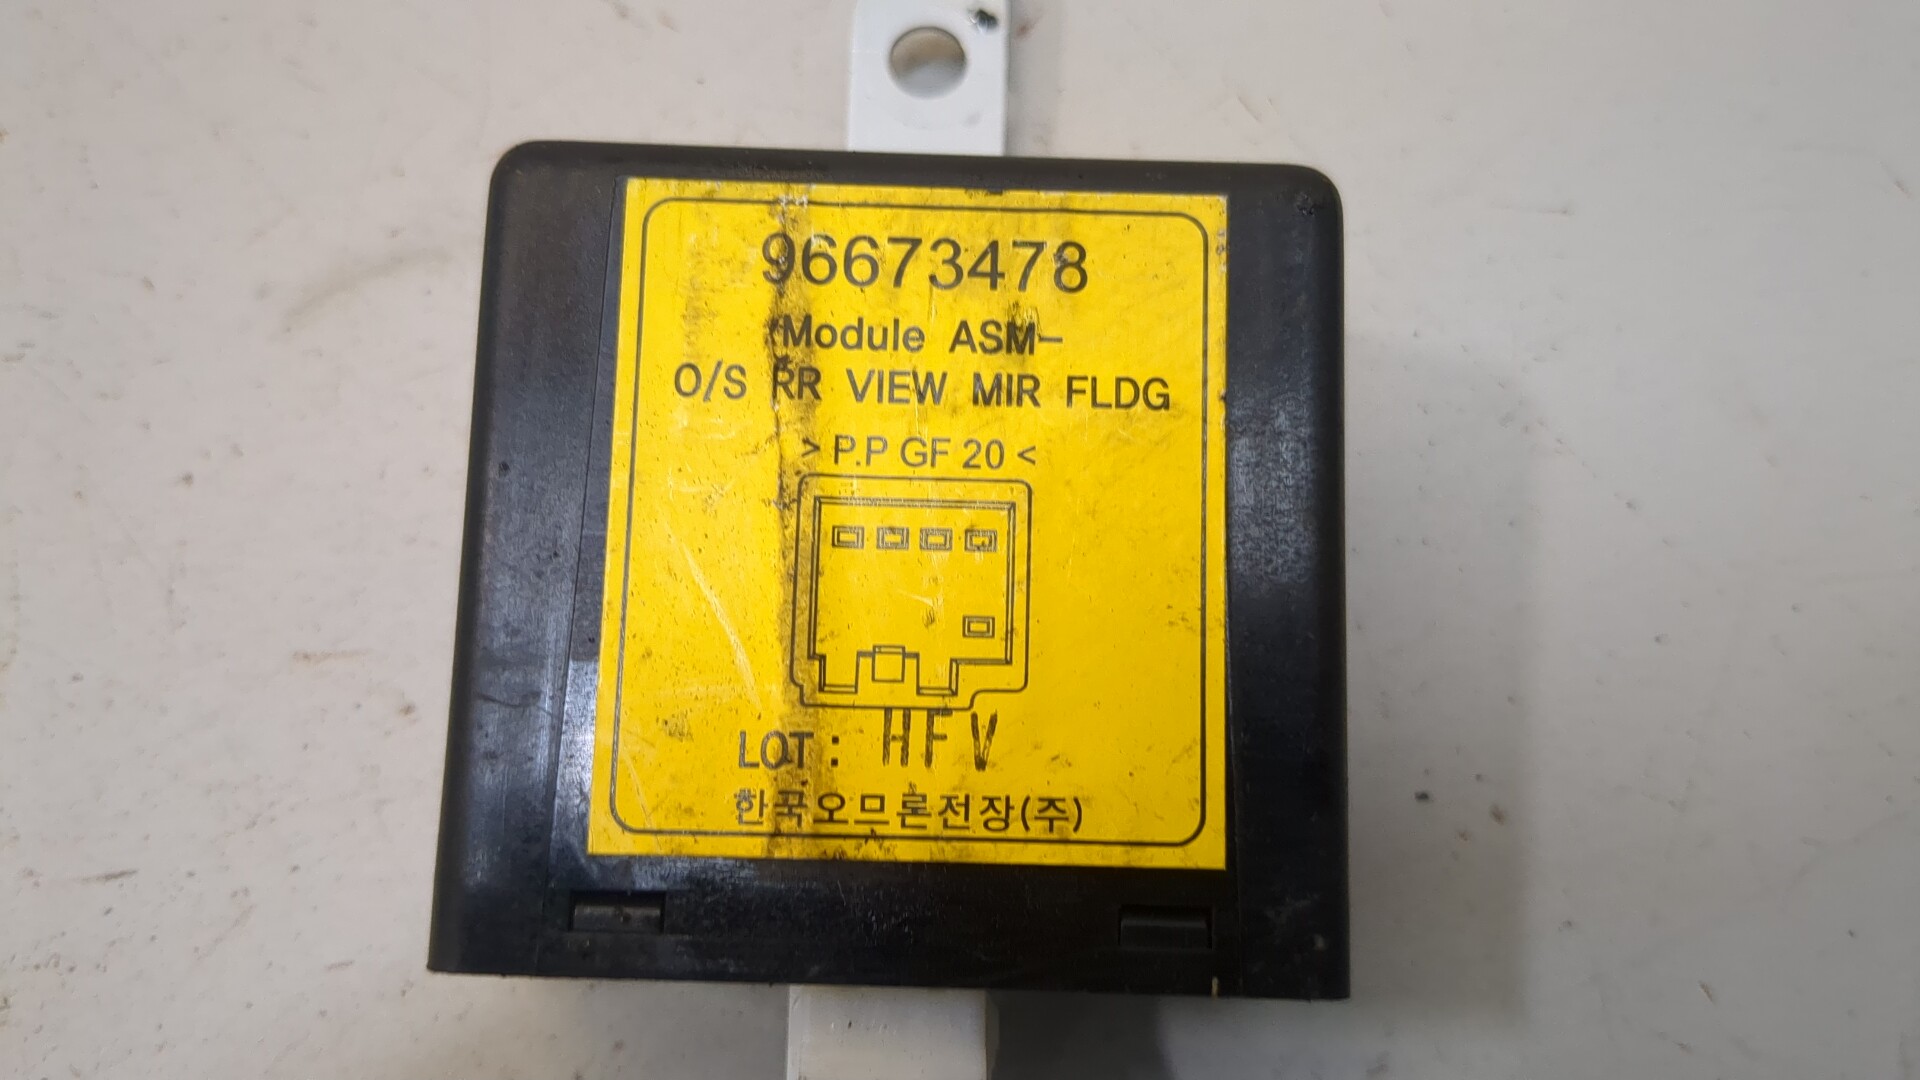 96673478
Module ASM-
O/S RR VIEW MIR FLDG
> P.P GF 20 <
LOT : HFV
한국오므론전장(주)